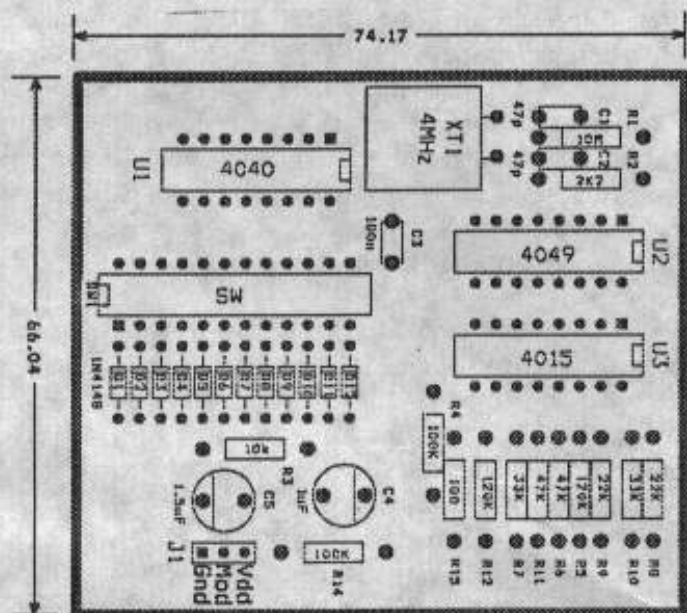 74.17
66.04
U1
4040
XT1
4MHz
47p
47p
C1
R1
10M
C2
R2
2K2
C3
100n
U2
4049
SW1
SW
U3
4015
1N4148
D1
D2
D3
D4
D5
D6
D7
D8
D9
D10
D11
D12
10k
R3
R4
100K
1.5uF
C5
1uF
C4
J1
Gnd
Mod
Vdd
100K
R14
100
120K
33K
47K
47K
120K
22K
33K
R13
R12
R7
R11
R6
R5
R9
R10
R8